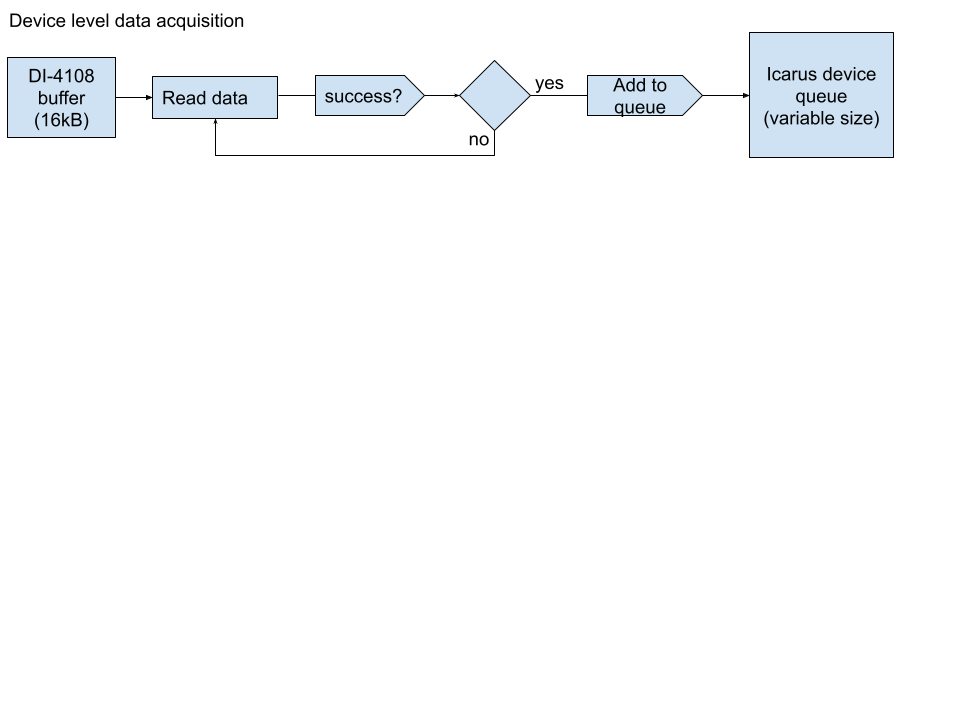 Device level data acquisition
DI-4108
buffer
(16kB)
Read data
success?
yes
no
Add to
queue
Icarus device
queue
(variable size)